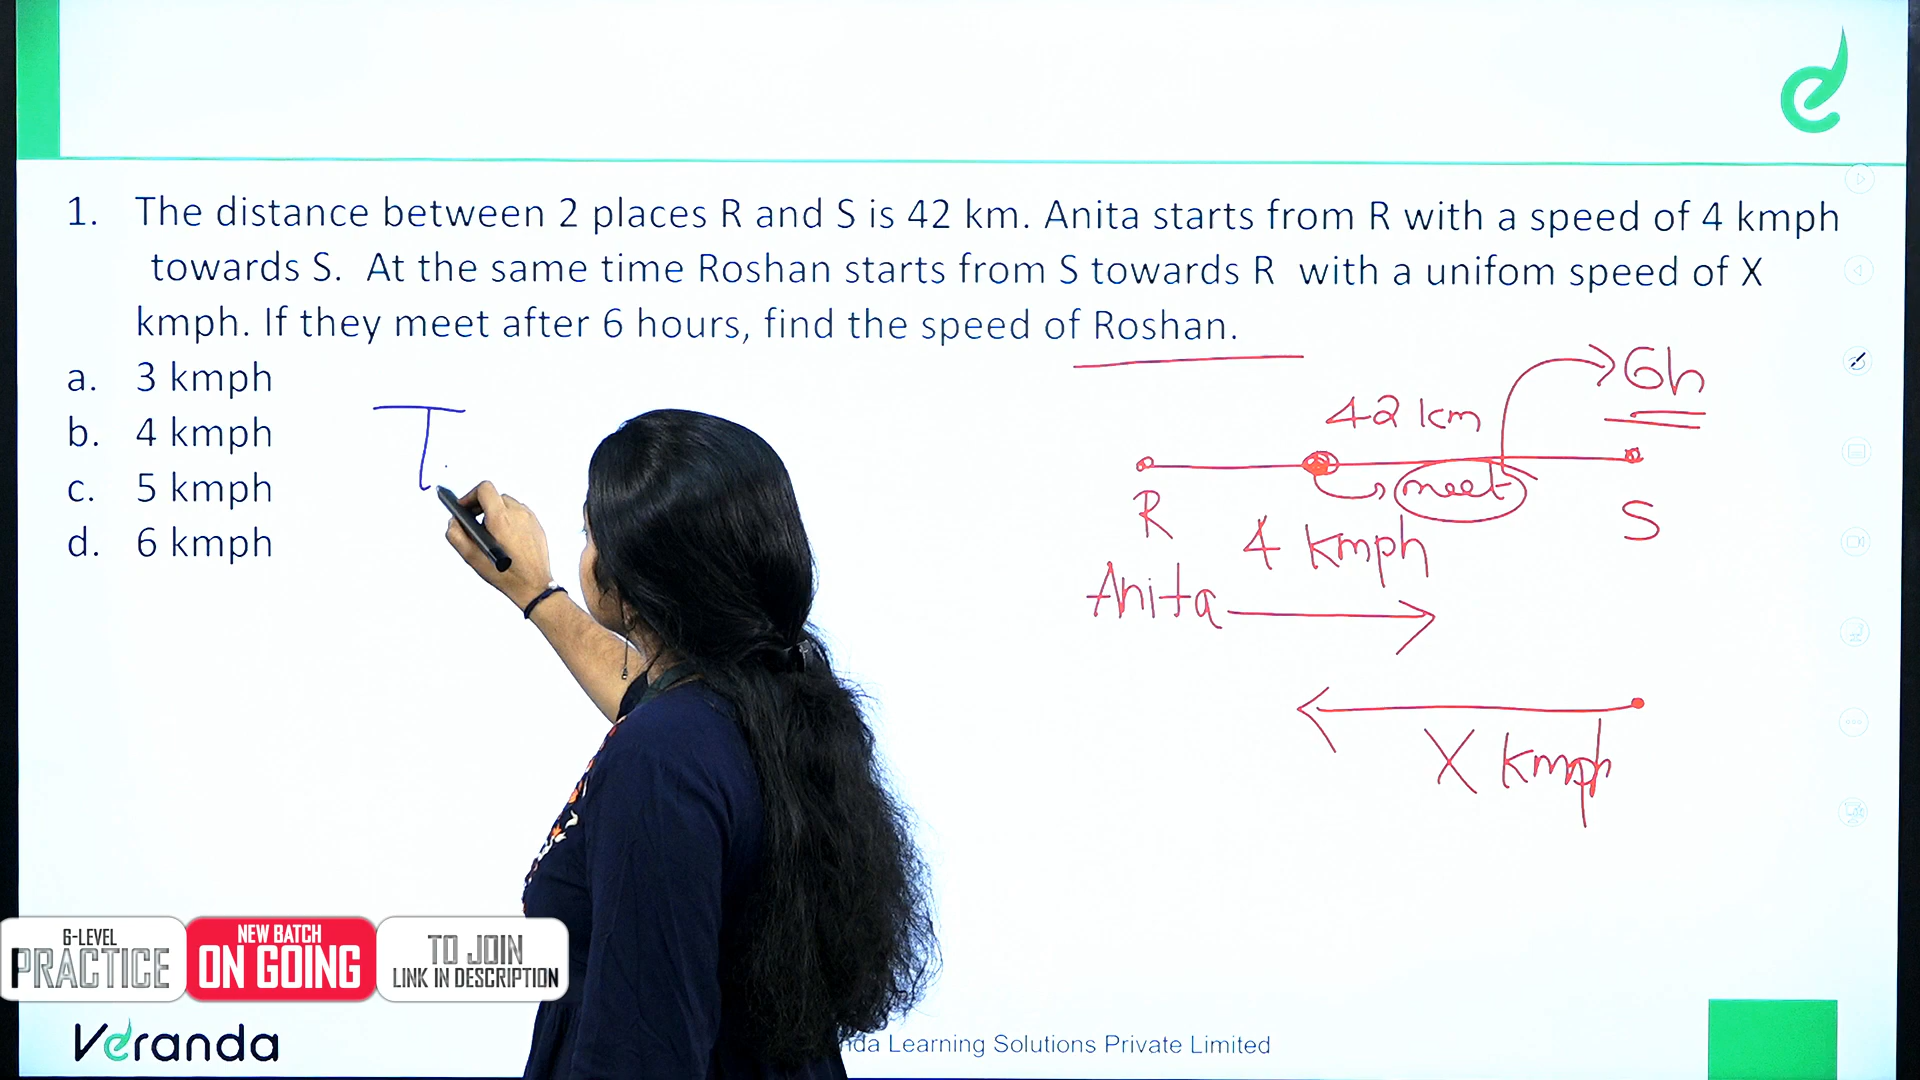 1. The distance between 2 places R and S is 42 km. Anita starts from R with a speed of 4 kmph
towards S. At the same time Roshan starts from S towards R with a unifom speed of X
kmph. If they meet after 6 hours, find the speed of Roshan.
a. 3 kmph
b. 4 kmph
c. 5 kmph
d. 6 kmph
T
6h
42 km
meet
R
S
4 kmph
Anita
X kmph
6-LEVEL
PRACTICE
NEW BATCH
ON GOING
TO JOIN
LINK IN DESCRIPTION
Veranda
Learning Solutions Private Limited